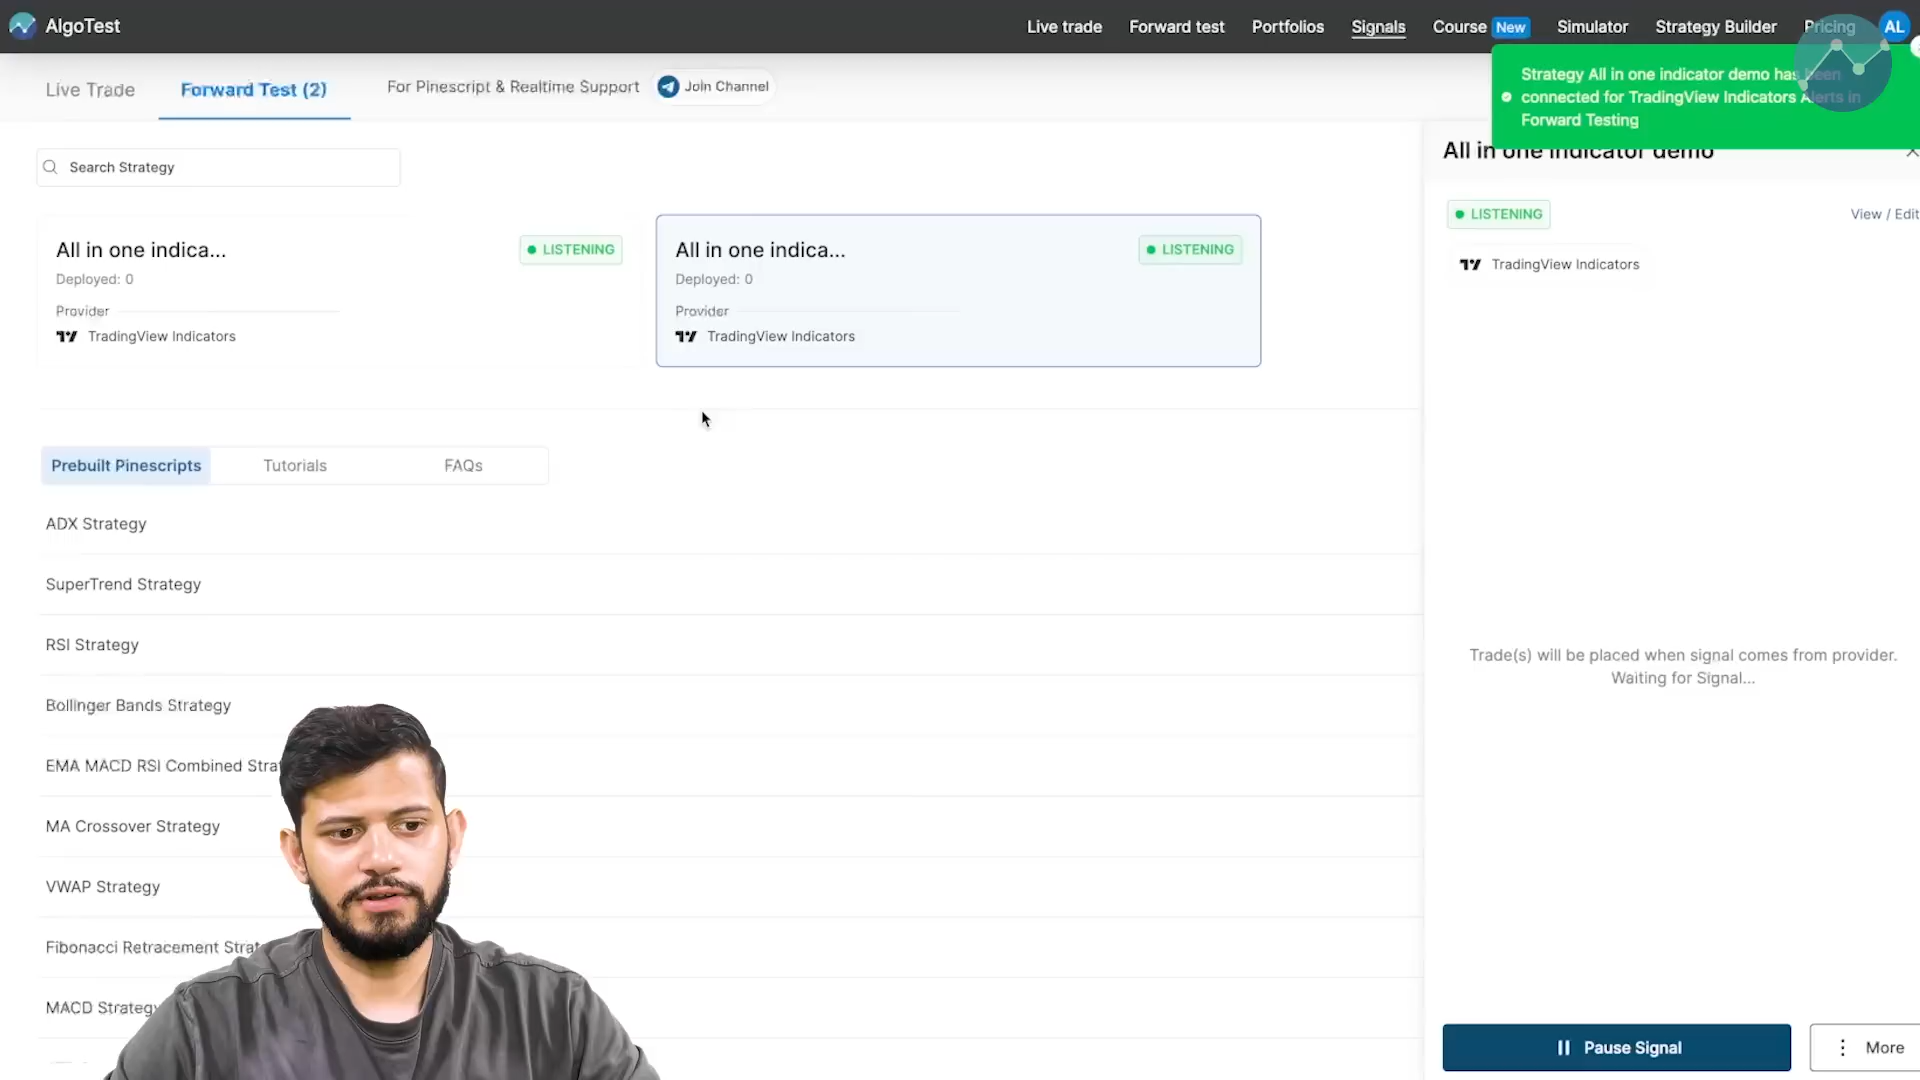 AlgoTest
Live trade
Forward test
Portfolios
Signals
Course New
Simulator
Strategy Builder
Pricing
AL
Live Trade
Forward Test (2)
For Pinescript & Realtime Support
Join Channel
Strategy All in one indicator demo has been
connected for TradingView Indicators Alerts in
Forward Testing
Search Strategy
All in one indica...
LISTENING
Deployed: 0
Provider
TradingView Indicators
All in one indica...
LISTENING
Deployed: 0
Provider
TradingView Indicators
All in one indicator demo
LISTENING
View / Edit
TradingView Indicators
Trade(s) will be placed when signal comes from provider.
Waiting for Signal...
Pause Signal
More
Prebuilt Pinescripts
Tutorials
FAQs
ADX Strategy
SuperTrend Strategy
RSI Strategy
Bollinger Bands Strategy
EMA MACD RSI Combined Strat
MA Crossover Strategy
VWAP Strategy
Fibonacci Retracement Strat
MACD Strategy